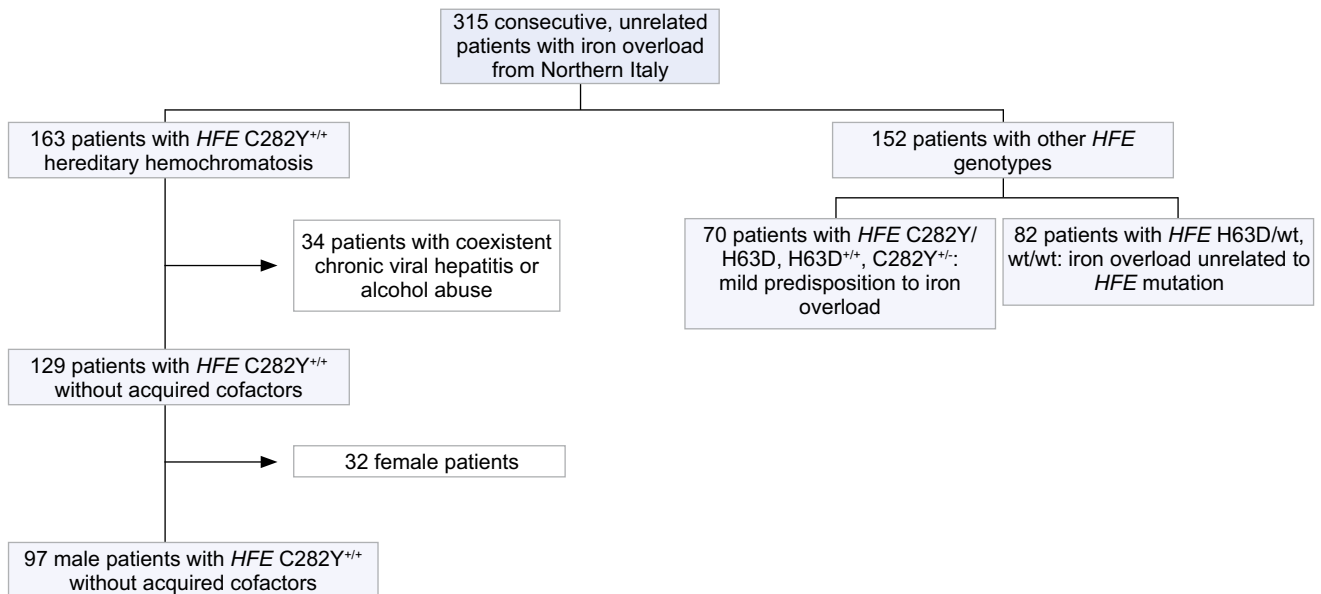 315 consecutive, unrelated
patients with iron overload
from Northern Italy
163 patients with HFE C282Y+/+
hereditary hemochromatosis
152 patients with other HFE
genotypes
34 patients with coexistent
chronic viral hepatitis or
alcohol abuse
70 patients with HFE C282Y/
H63D, H63D+/+, C282Y+/-:
mild predisposition to iron
overload
82 patients with HFE H63D/wt,
wt/wt: iron overload unrelated to
HFE mutation
129 patients with HFE C282Y+/+
without acquired cofactors
32 female patients
97 male patients with HFE C282Y+/+
without acquired cofactors